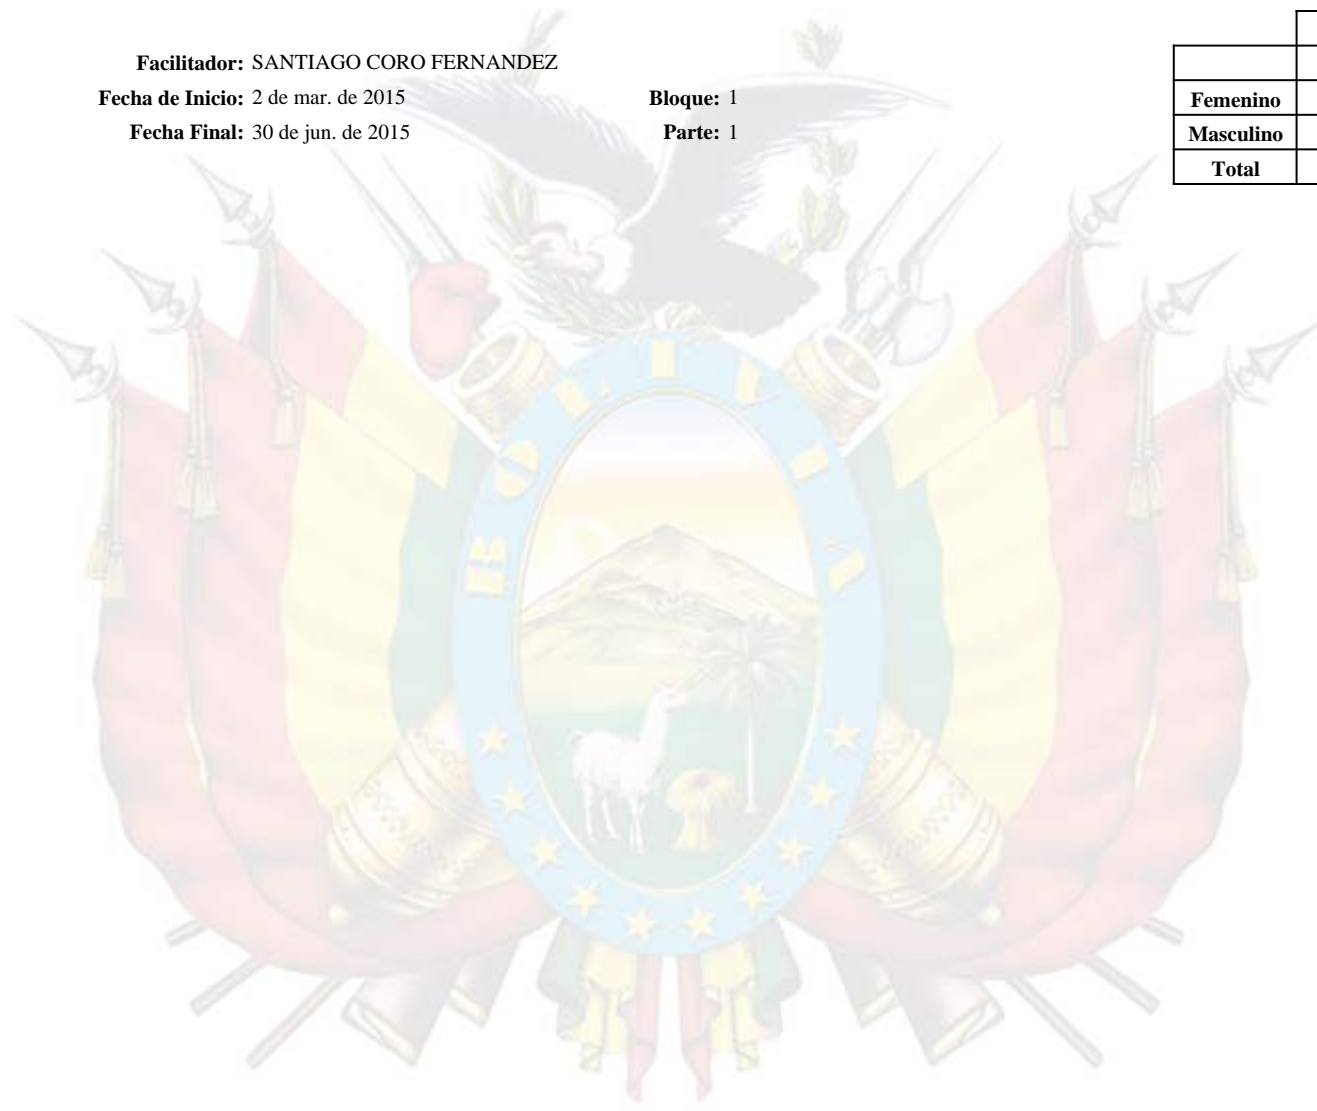 Facilitador: SANTIAGO CORO FERNANDEZ
Fecha de Inicio: 2 de mar. de 2015 Bloque: 1
Fecha Final: 30 de jun. de 2015 Parte: 1
Femenino
Masculino
Total
BOLIVIA